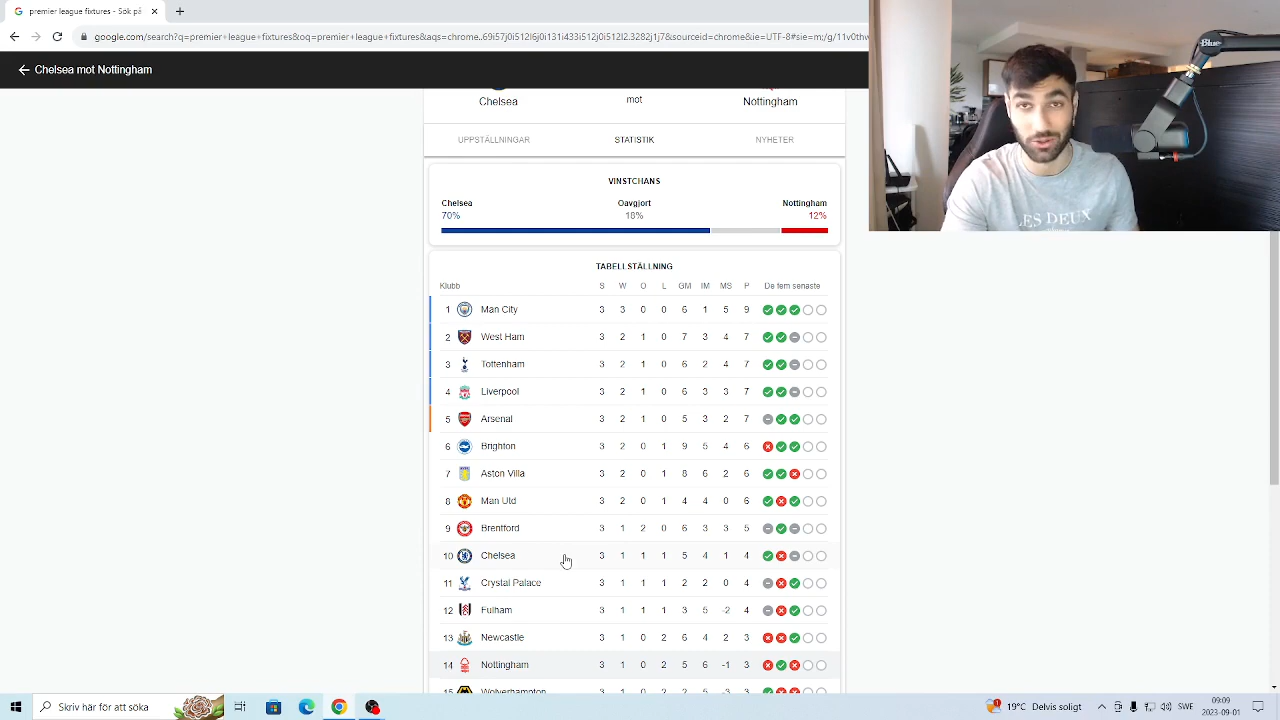 premier league fixtures - Sök på
google.com/search?q=premier+league+fixtures&oq=premier+league+fixtures&aqs=chrome..69i57j0i512l6j0i131i433i512j0i512l2.3282j1j7&sourceid=chrome&ie=UTF-8#sie=m;/g/11v0thv
Chelsea mot Nottingham
Chelsea mot Nottingham
UPPSTÄLLNINGAR STATISTIK NYHETER
VINSTCHANS
Chelsea Oavgjort Nottingham
70% 18% 12%
TABELLSTÄLLNING
Klubb S W O L GM IM MS P De fem senaste
1 Man City 3 3 0 0 6 1 5 9
2 West Ham 3 2 1 0 7 3 4 7
3 Tottenham 3 2 1 0 6 2 4 7
4 Liverpool 3 2 1 0 6 3 3 7
5 Arsenal 3 2 1 0 5 3 2 7
6 Brighton 3 2 0 1 9 5 4 6
7 Aston Villa 3 2 0 1 8 6 2 6
8 Man Utd 3 2 0 1 4 4 0 6
9 Brentford 3 1 2 0 6 3 3 5
10 Chelsea 3 1 1 1 5 4 1 4
11 Crystal Palace 3 1 1 1 2 2 0 4
12 Fulham 3 1 1 1 3 5 -2 4
13 Newcastle 3 1 0 2 6 4 2 3
14 Nottingham 3 1 0 2 5 6 -1 3
15 Wolverhampton
Blue
LES DEUX
Skriv här för att söka
19°C Delvis soligt
SWE
09:09
2023-09-01